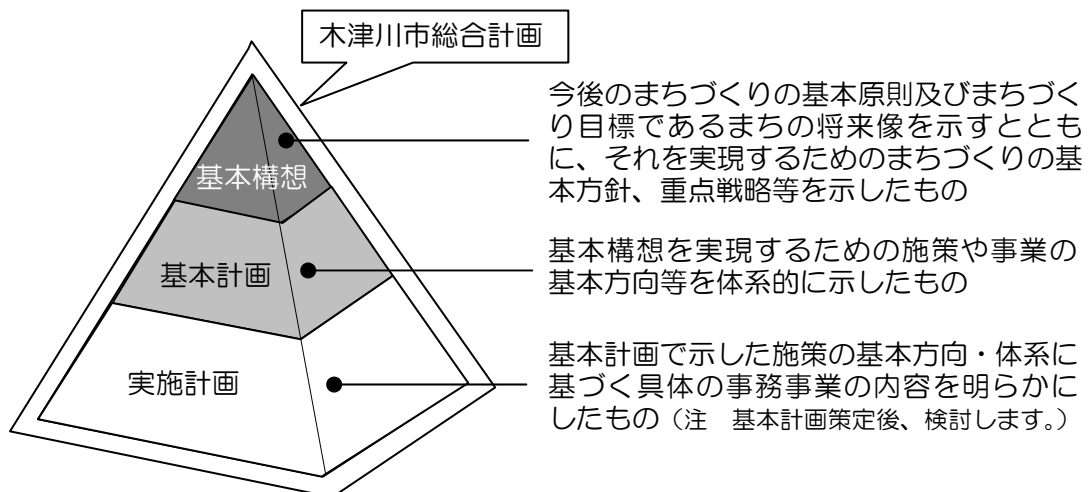 木津川市総合計画
今後のまちづくりの基本原則及びまちづく
り目標であるまちの将来像を示すととも
に、それを実現するためのまちづくりの基
本方針、重点戦略等を示したもの
基本構想
基本構想を実現するための施策や事業の
基本方向等を体系的に示したもの
基本計画
基本計画で示した施策の基本方向・体系に
基づく具体の事務事業の内容を明らかに
したもの（注　基本計画策定後、検討します。）
実施計画